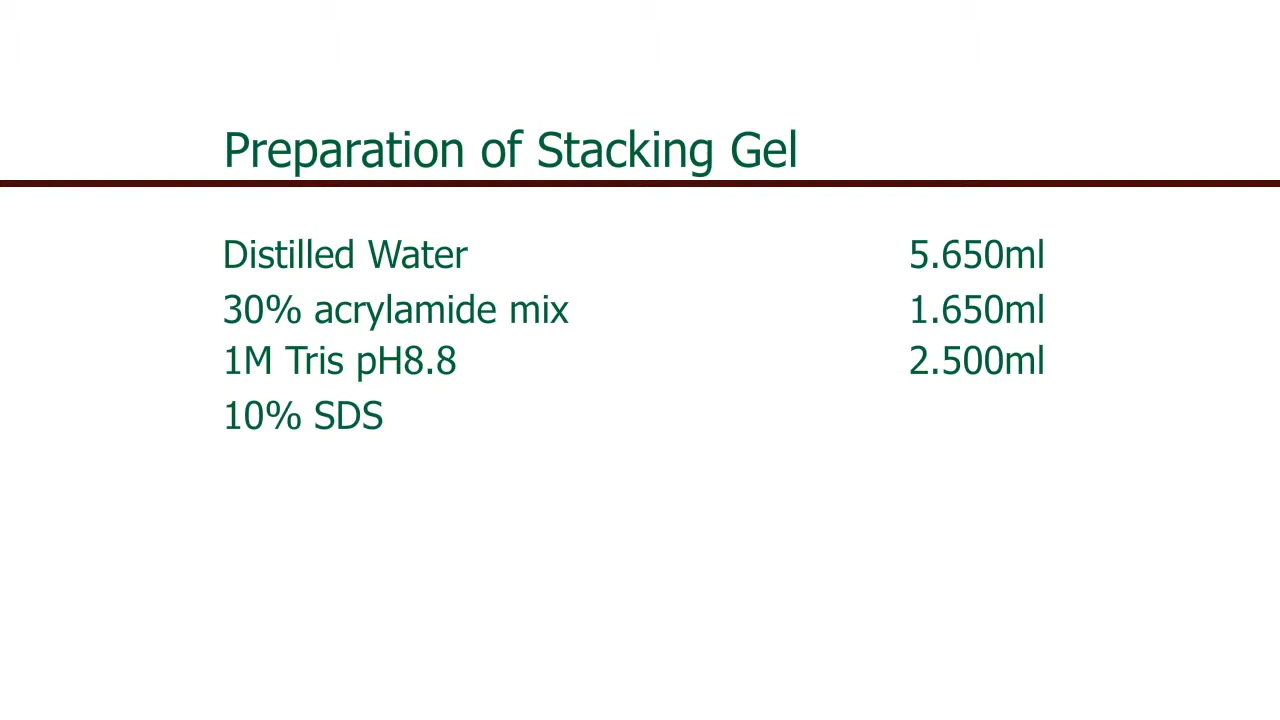 Preparation of Stacking Gel
Distilled Water 5.650ml
30% acrylamide mix 1.650ml
1M Tris pH8.8 2.500ml
10% SDS